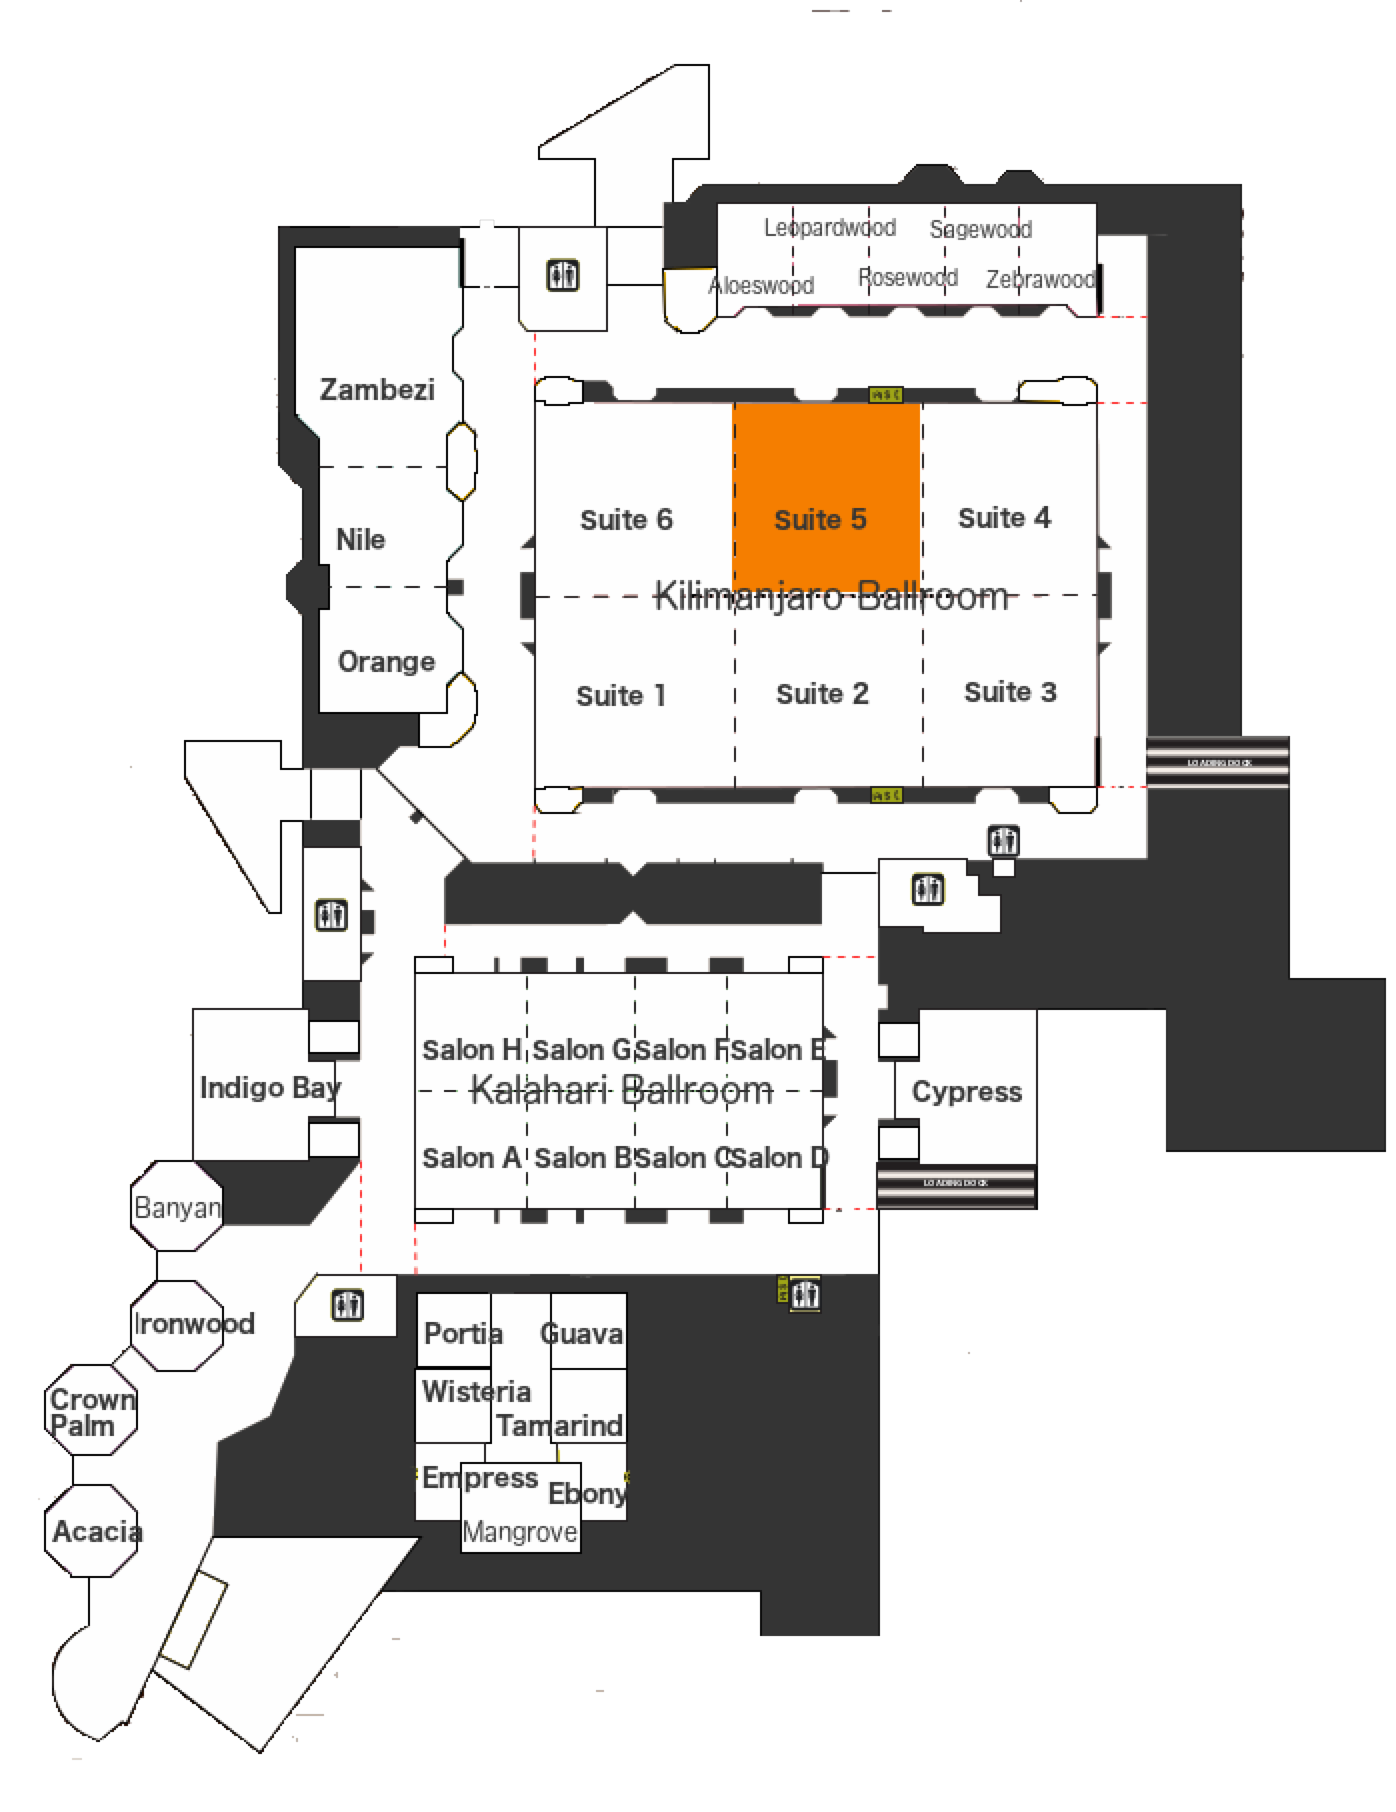 Leopardwood
Sagewood
Aloeswood
Rosewood
Zebrawood
Zambezi
Suite 6
Suite 5
Suite 4
Nile
Kilimanjaro Ballroom
Orange
Suite 1
Suite 2
Suite 3
LOADING DOCK
Salon H
Salon G
Salon F
Salon E
Indigo Bay
Kalahari Ballroom
Cypress
Salon A
Salon B
Salon C
Salon D
LOADING DOCK
Banyan
Ironwood
Portia
Guava
Crown
Palm
Wisteria
Tamarind
Empress
Ebony
Acacia
Mangrove